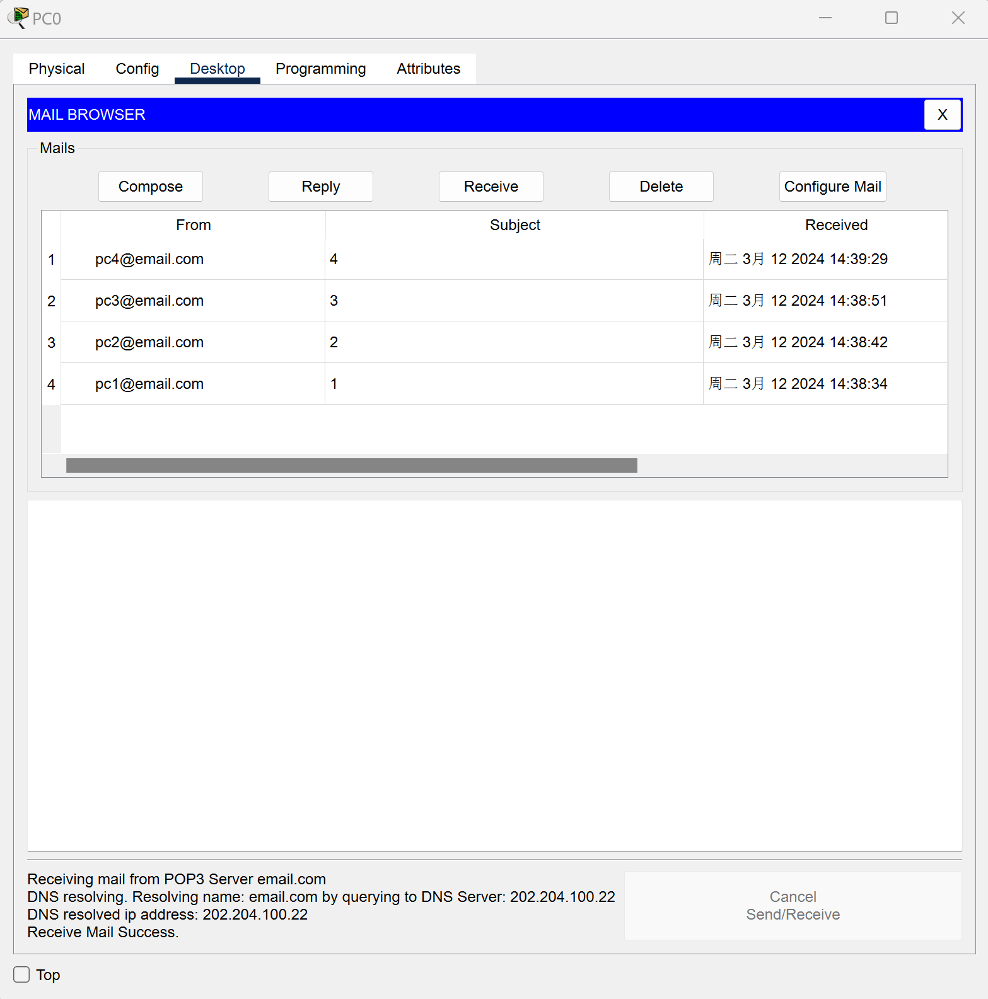 PC0
Physical Config Desktop Programming Attributes
MAIL BROWSER X
Mails
Compose Reply Receive Delete Configure Mail
From Subject Received
1 pc4@email.com 4 周二 3月 12 2024 14:39:29
2 pc3@email.com 3 周二 3月 12 2024 14:38:51
3 pc2@email.com 2 周二 3月 12 2024 14:38:42
4 pc1@email.com 1 周二 3月 12 2024 14:38:34
Receiving mail from POP3 Server email.com
DNS resolving. Resolving name: email.com by querying to DNS Server: 202.204.100.22
DNS resolved ip address: 202.204.100.22
Receive Mail Success.
Cancel
Send/Receive
Top